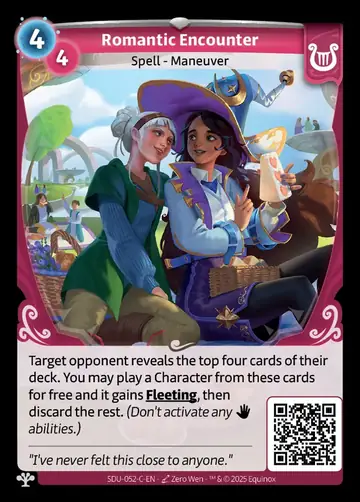 4
4
Romantic Encounter
Spell - Maneuver
Target opponent reveals the top four cards of their
deck. You may play a Character from these cards
for free and it gains Fleeting, then
discard the rest. (Don't activate any
abilities.)
"I've never felt this close to anyone."
SDU-052-C-EN - Zero Wen - ™ & © 2025 Equinox